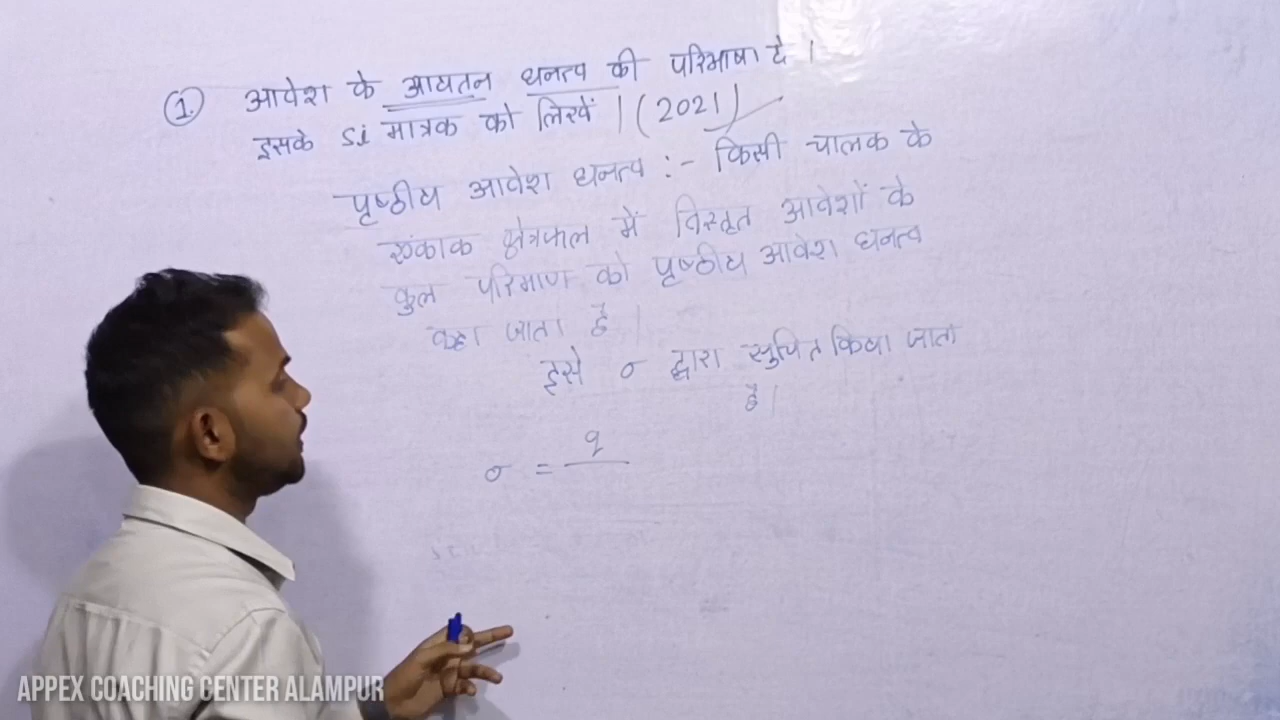 1. आवेश के आयतन घनत्व की परिभाषा दे ।
इसके S.i मात्रक को लिखें । (2021)
पृष्ठीय आवेश घनत्व :- किसी चालक के
एंकाक क्षेत्रफल में विस्तृत आवेशों के
कुल परिमाण को पृष्ठीय आवेश घनत्व
कहा जाता है ।
इसे σ द्वारा सुचित किया जाता
है ।
σ = q
APPEX COACHING CENTER ALAMPUR